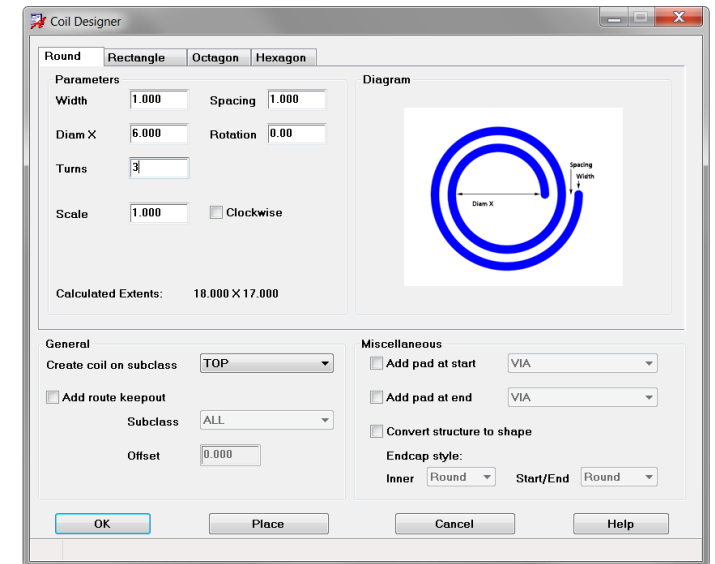 Coil Designer
Round Rectangle Octagon Hexagon
Parameters
Width 1.000 Spacing 1.000
Diam X 6.000 Rotation 0.00
Turns 3
Scale 1.000 Clockwise
Calculated Extents: 18.000 X 17.000
Diagram
Spacing
Width
Diam X
General
Create coil on subclass TOP
Add route keepout
Subclass ALL
Offset 0.000
Miscellaneous
Add pad at start VIA
Add pad at end VIA
Convert structure to shape
Endcap style:
Inner Round Start/End Round
OK Place Cancel Help